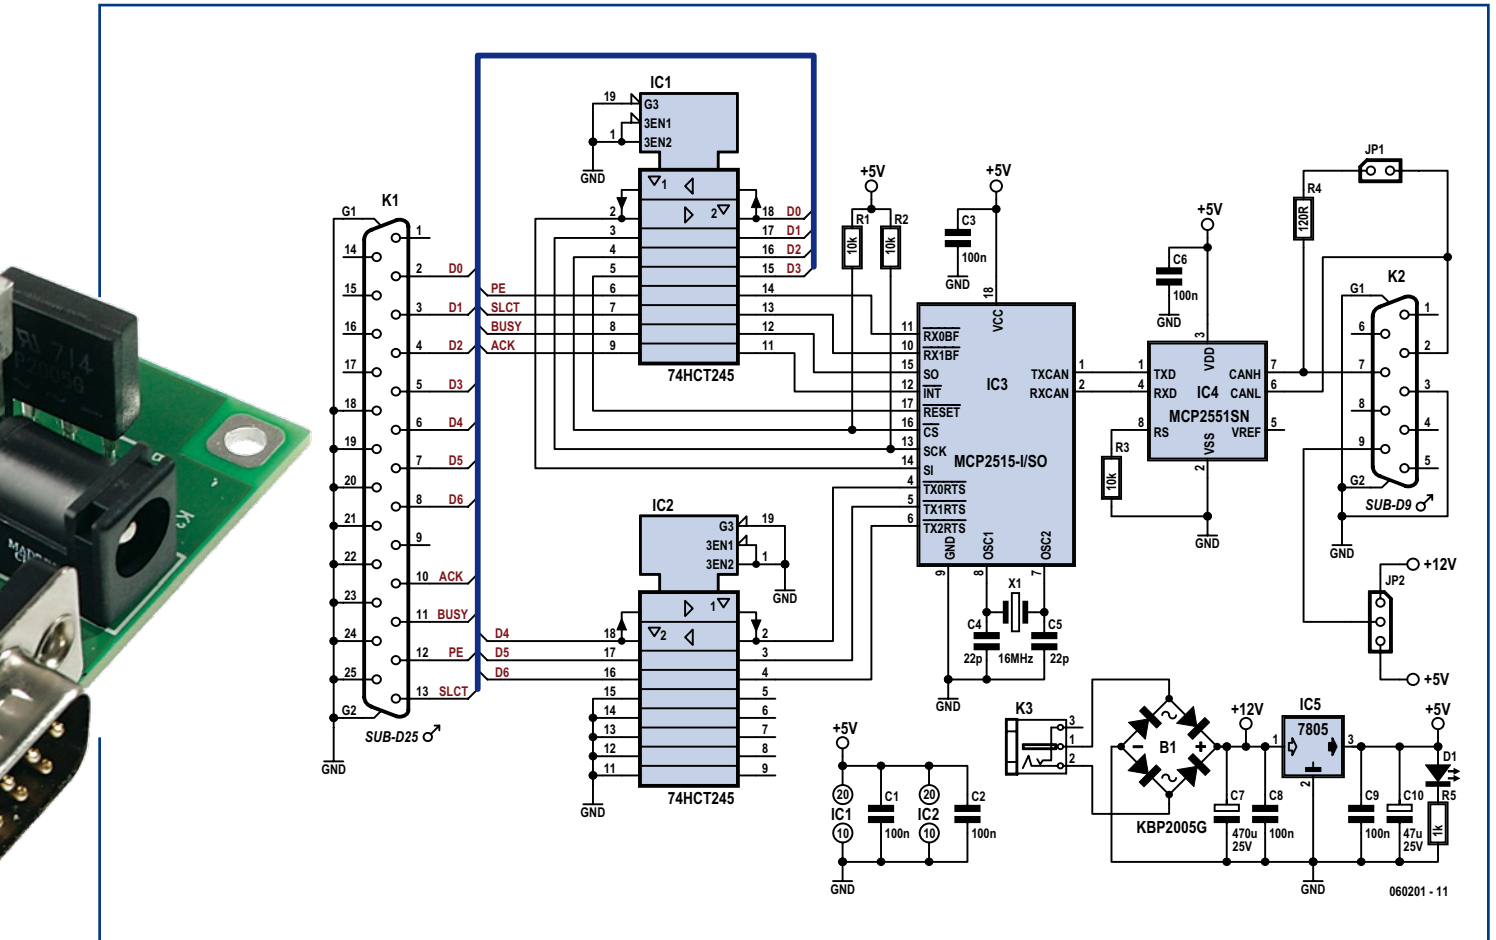 IC1
19 G3
3EN1
1 3EN2
GND
1
2
2 18 D0
3 17 D1
4 16 D2
5 15 D3
PE 6 14
SLCT 7 13
BUSY 8 12
ACK 9 11
74HCT245
K1
G1
1
14
2 D0
15
3 D1
16
4 D2
17
5 D3
18
6 D4
19
7 D5
20
8 D6
21
9
22
10 ACK
23
11 BUSY
24
12 PE
25
13 SLCT
G2
SUB-D25
GND
IC2
G3 19
3EN1
3EN2 1
GND
1
2
D4 18 2
D5 17 3
D6 16 4
15 5
14 6
13 7
12 8
11 9
74HCT245
GND
+5V
R1 10k
R2 10k
+5V
C3
100n
GND
18
VCC
11 RX0BF
10 RX1BF
15 SO
12 INT
17 RESET
16 CS
13 SCK
14 SI
4 TX0RTS
5 TX1RTS
6 TX2RTS
IC3
MCP2515-I/SO
TXCAN 1
RXCAN 2
GND OSC1 OSC2
9 8 7
X1
C4 C5
22p 16MHz 22p
GND
+5V
C6
100n
GND
3
VDD
1 TXD CANH 7
4 RXD IC4 CANL 6
MCP2551SN
8 RS VREF 5
VSS
2
R3
10k
GND
JP1
R4
120R
K2
G1
1
6
2
7
3
8
4
9
5
G2
SUB-D9
GND
+12V
JP2
+5V
K3
3
1
2
B1
KBP2005G
+12V
IC5
7805
1 3
2
+5V
D1
C7
470u
25V
C8
100n
C9
100n
C10
47u
25V
R5
1k
GND
+5V
20
IC1
10
C1
100n
20
IC2
10
C2
100n
GND
060201 - 11